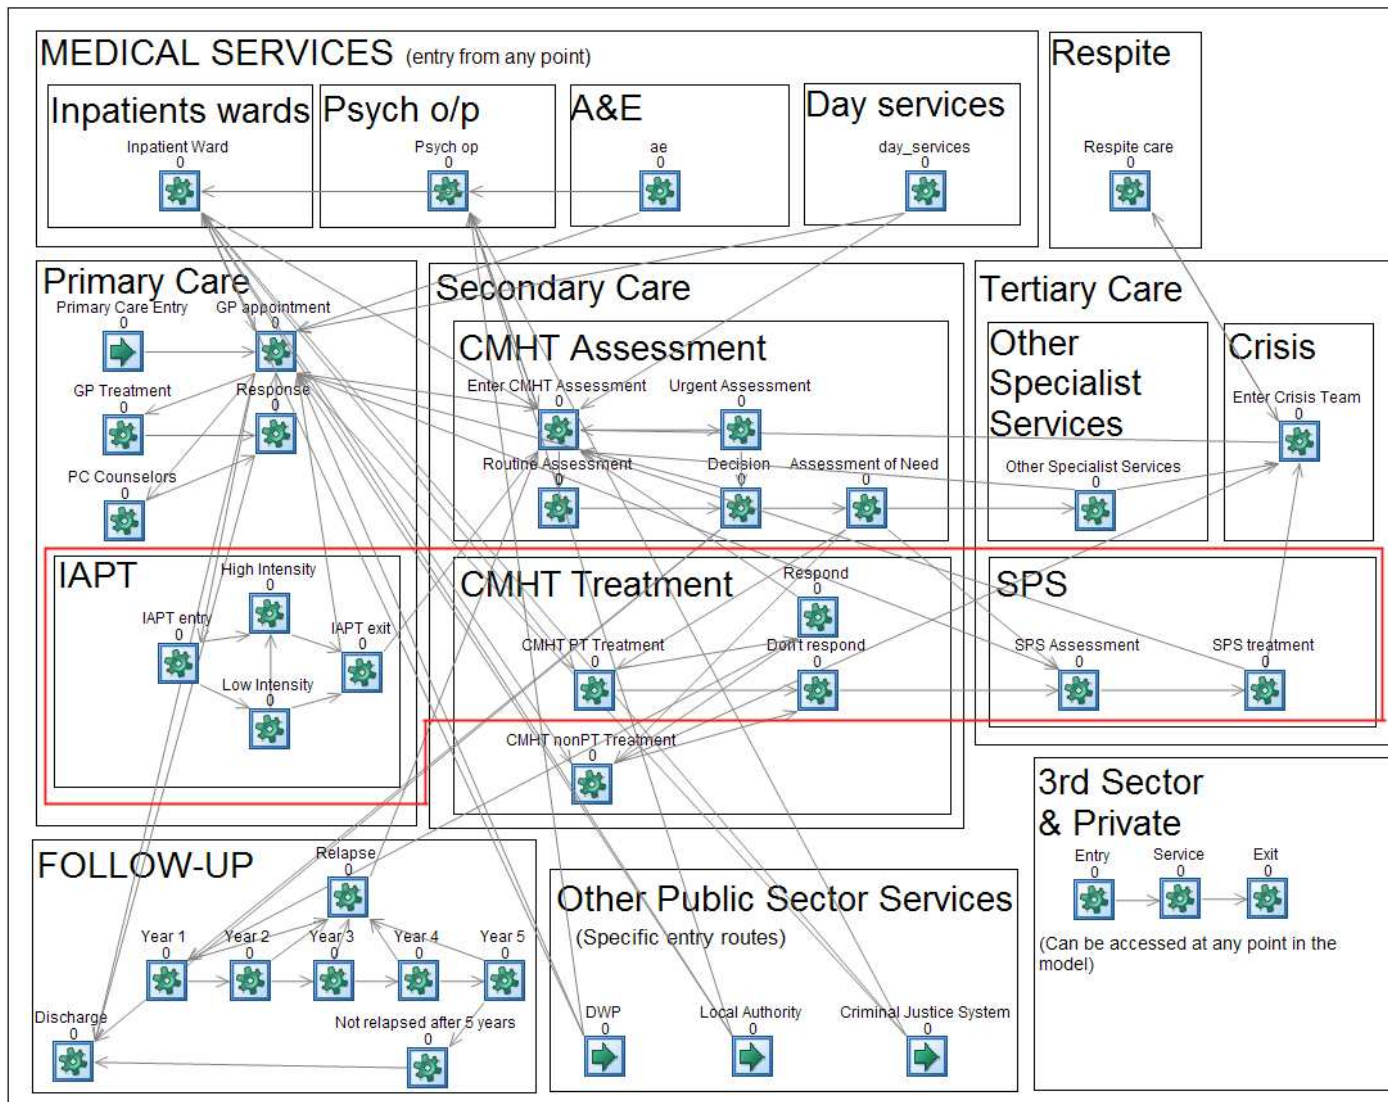 MEDICAL SERVICES (entry from any point)
Inpatients wards
Inpatient Ward
0
Psych o/p
Psych op
0
A&E
ae
0
Day services
day_services
0
Respite
Respite care
0
Primary Care
Primary Care Entry
0
GP appointment
0
GP Treatment
0
Response
0
PC Counselors
0
IAPT
High Intensity
0
IAPT entry
0
IAPT exit
0
Low Intensity
0
Secondary Care
CMHT Assessment
Enter CMHT Assessment
0
Urgent Assessment
0
Routine Assessment
0
Decision
0
Assessment of Need
0
CMHT Treatment
Respond
0
CMHT PT Treatment
0
Don't respond
0
CMHT nonPT Treatment
0
Tertiary Care
Other
Specialist
Services
Other Specialist Services
0
Crisis
Enter Crisis Team
0
SPS
SPS Assessment
0
SPS treatment
0
3rd Sector
& Private
Entry
0
Service
0
Exit
0
(Can be accessed at any point in the
model)
FOLLOW-UP
Relapse
0
Year 1
0
Year 2
0
Year 3
0
Year 4
0
Year 5
0
Discharge
0
Not relapsed after 5 years
0
Other Public Sector Services
(Specific entry routes)
DWP
0
Local Authority
0
Criminal Justice System
0